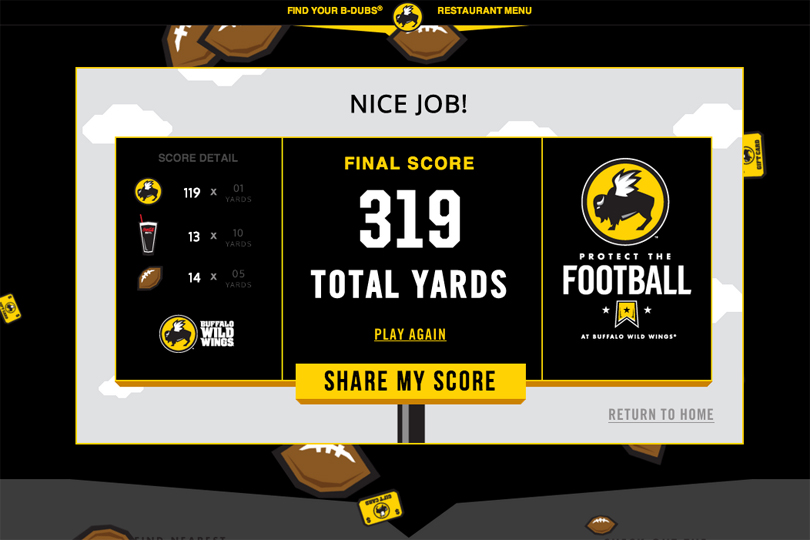 FIND YOUR B-DUBS®
RESTAURANT MENU
NICE JOB!
SCORE DETAIL
119 x 01 YARDS
13 x 10 YARDS
14 x 05 YARDS
BUFFALO
WILD
WINGS
FINAL SCORE
319
TOTAL YARDS
PLAY AGAIN
SHARE MY SCORE
PROTECT THE
FOOTBALL
AT BUFFALO WILD WINGS®
RETURN TO HOME
GIFT CARD
GIFT CARD